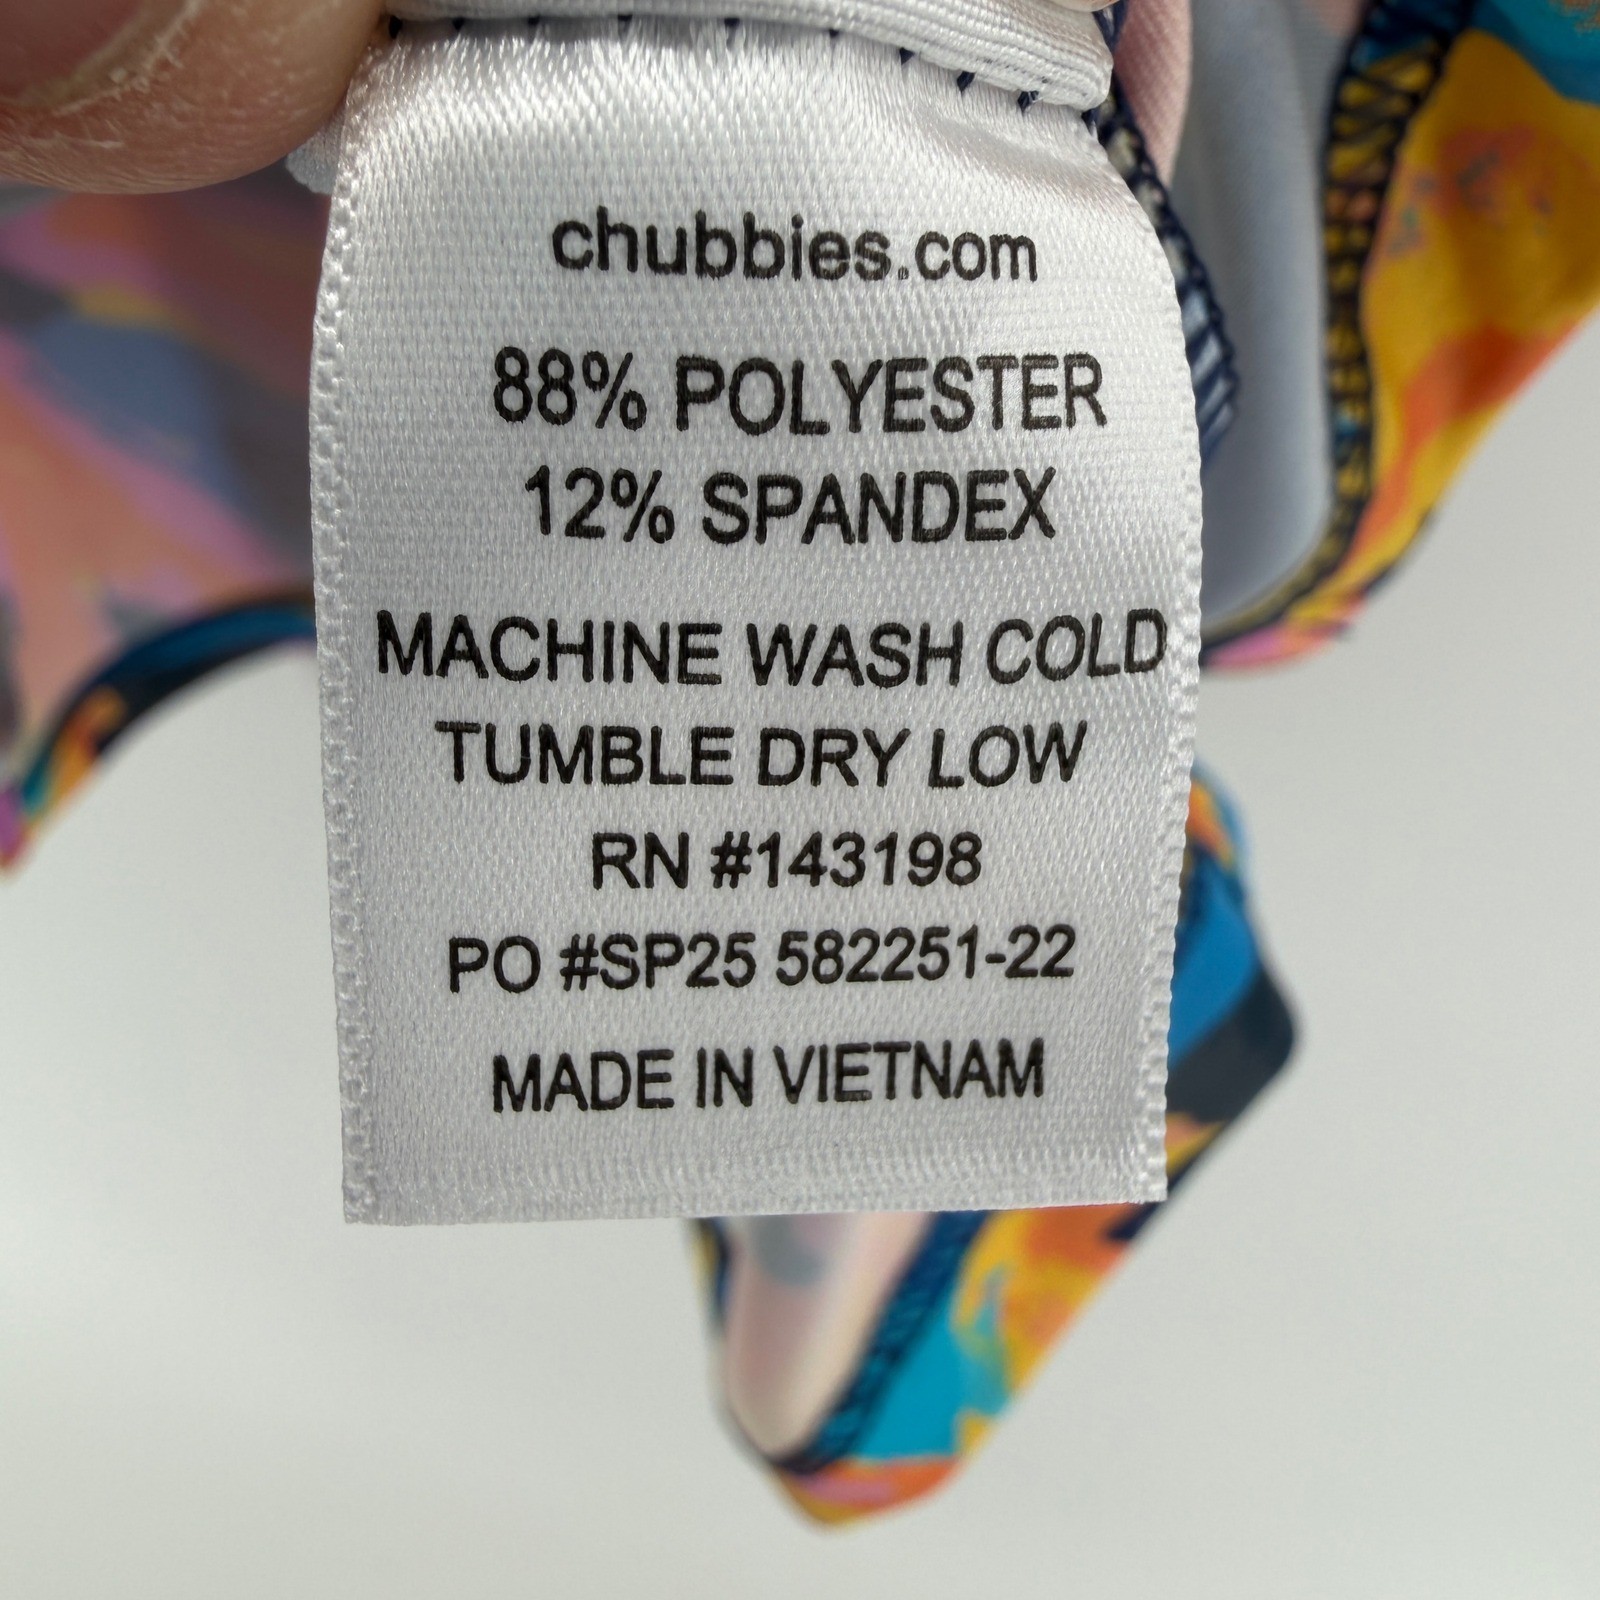 chubbies.com
88% POLYESTER
12% SPANDEX
MACHINE WASH COLD
TUMBLE DRY LOW
RN #143198
PO #SP25 582251-22
MADE IN VIETNAM